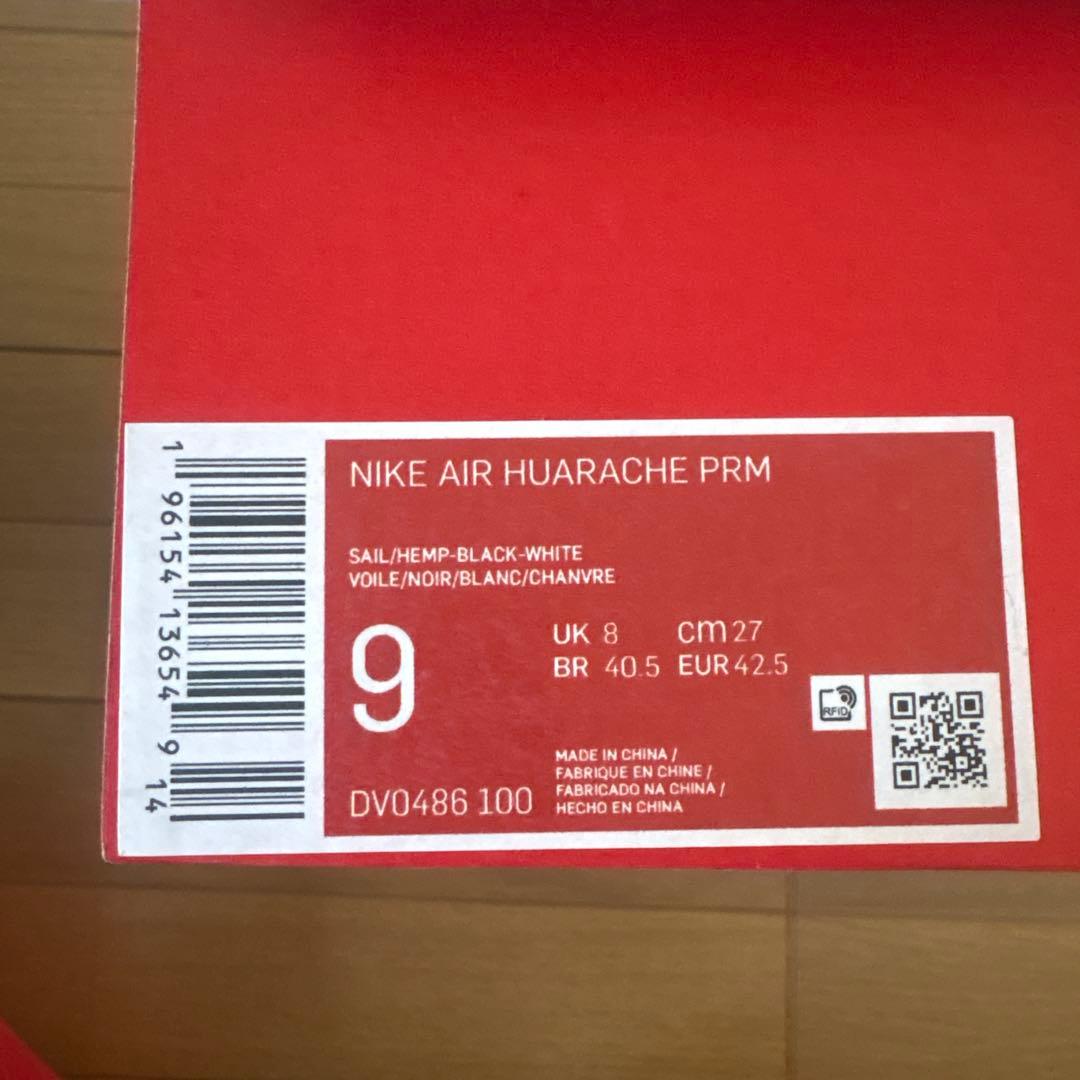 NIKE AIR HUARACHE PRM
SAIL/HEMP-BLACK-WHITE
VOILE/NOIR/BLANC/CHANVRE
9
UK 8 cm 27
BR 40.5 EUR 42.5
RFID
MADE IN CHINA /
FABRIQUE EN CHINE /
FABRICADO NA CHINA /
HECHO EN CHINA
DV0486 100
1 96154 13654 9 14